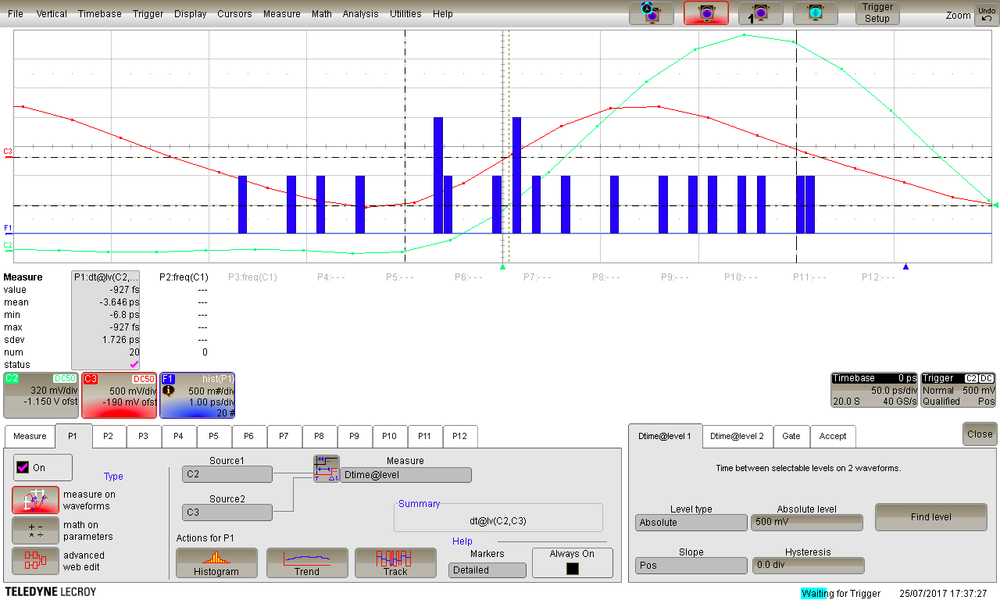 File Vertical Timebase Trigger Display Cursors Measure Math Analysis Utilities Help
1
Trigger Setup
Zoom
Undo
C3
F1
C2
Measure P1:dt@lv(C2,... P2:freq(C1) P3:freq(C1) P4:--- P5:--- P6:--- P7:--- P8:--- P9:--- P10:--- P11:--- P12:---
value -927 fs ---
mean -3.646 ps ---
min -6.8 ps ---
max -927 fs ---
sdev 1.726 ps ---
num 20 0
status
C2 DC50
320 mV/div
-1.150 V ofst
C3 DC50
500 mV/div
-190 mV ofst
F1 hist(P1)
500 m#/div
1.00 ps/div
20 #
Timebase 0 ps
50.0 ps/div
20.0 S 40 GS/s
Trigger C2 DC
Normal 500 mV
Qualified Pos
Measure P1 P2 P3 P4 P5 P6 P7 P8 P9 P10 P11 P12
On
Type
measure on
waveforms
math on
parameters
advanced
web edit
Source1
C2
Source2
C3
Measure
Dtime@level
Summary
dt@lv(C2,C3)
Actions for P1
Histogram
Trend
Track
Help
Markers
Detailed
Always On
Dtime@level 1 Dtime@level 2 Gate Accept
Close
Time between selectable levels on 2 waveforms.
Level type
Absolute
Absolute level
500 mV
Find level
Slope
Pos
Hysteresis
0.0 div
TELEDYNE LECROY
Waiting for Trigger 25/07/2017 17:37:27